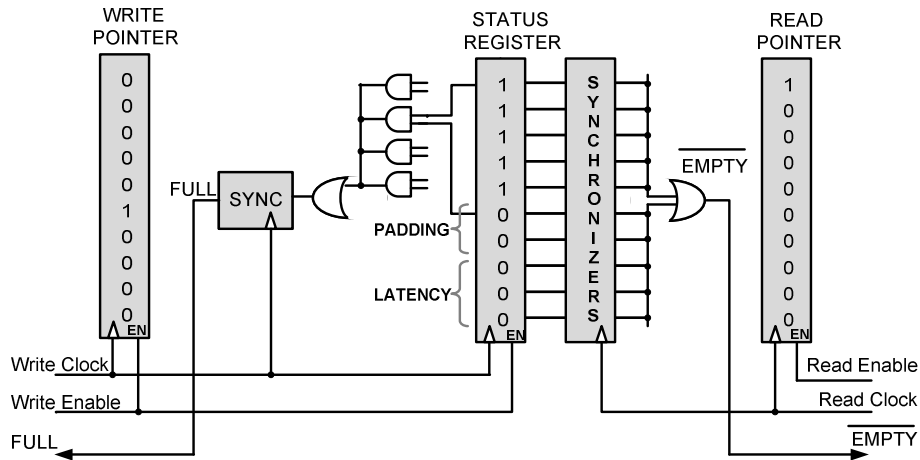 WRITE
POINTER
STATUS
REGISTER
READ
POINTER
0
0
0
0
0
1
0
0
0
0
EN
FULL
SYNC
PADDING
LATENCY
1
1
1
1
1
0
0
0
0
0
EN
S
Y
N
C
H
R
O
N
I
Z
E
R
S
EMPTY
1
0
0
0
0
0
0
0
0
0
EN
Write Clock
Write Enable
FULL
Read Enable
Read Clock
EMPTY